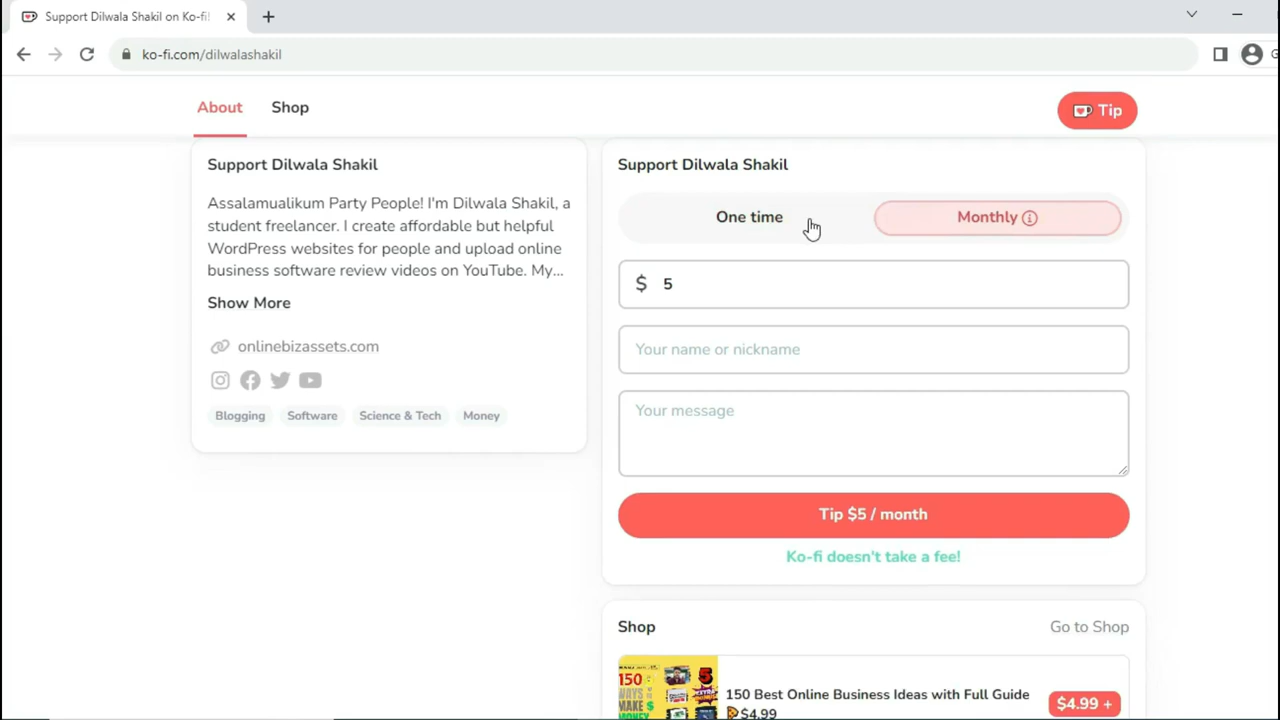 Support Dilwala Shakil on Ko-fi!
ko-fi.com/dilwalashakil
About
Shop
Tip
Support Dilwala Shakil
Assalamualikum Party People! I'm Dilwala Shakil, a
student freelancer. I create affordable but helpful
WordPress websites for people and upload online
business software review videos on YouTube. My...
Show More
onlinebizassets.com
Blogging
Software
Science & Tech
Money
Support Dilwala Shakil
One time
Monthly
$ 5
Your name or nickname
Your message
Tip $5 / month
Ko-fi doesn't take a fee!
Shop
Go to Shop
150
WAYS
MAKE
MONEY
5
150 Best Online Business Ideas with Full Guide
$4.99
$4.99 +